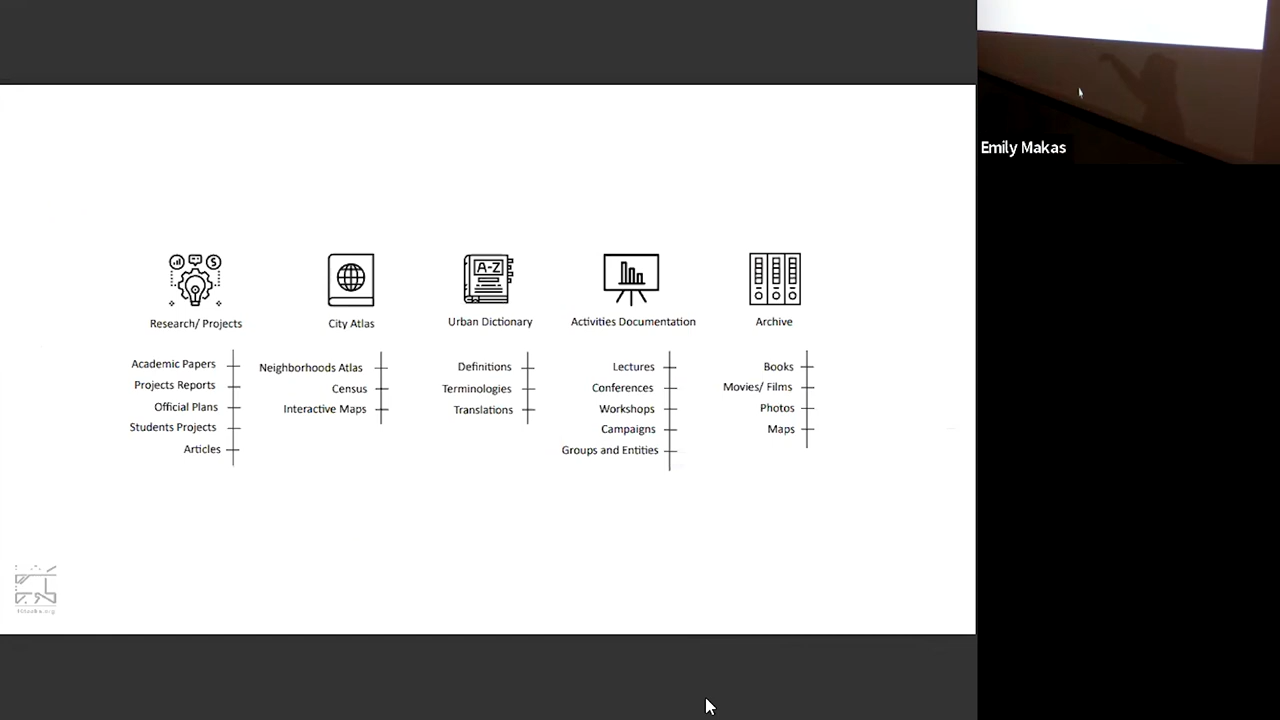 Emily Makas
A-Z
Research/ Projects
Academic Papers
Projects Reports
Official Plans
Students Projects
Articles
City Atlas
Neighborhoods Atlas
Census
Interactive Maps
Urban Dictionary
Definitions
Terminologies
Translations
Activities Documentation
Lectures
Conferences
Workshops
Campaigns
Groups and Entities
Archive
Books
Movies/ Films
Photos
Maps